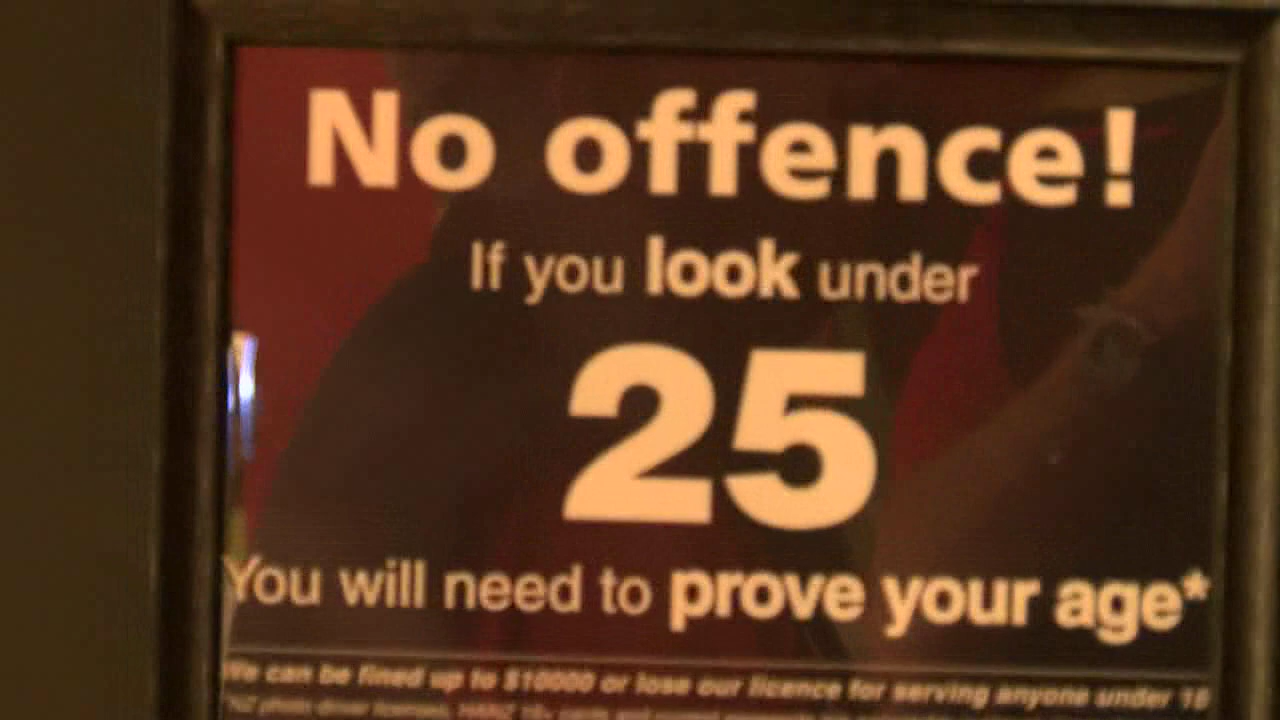 No offence!
If you look under
25
You will need to prove your age*
We can be fined up to $10000 or lose our licence for serving anyone under 18